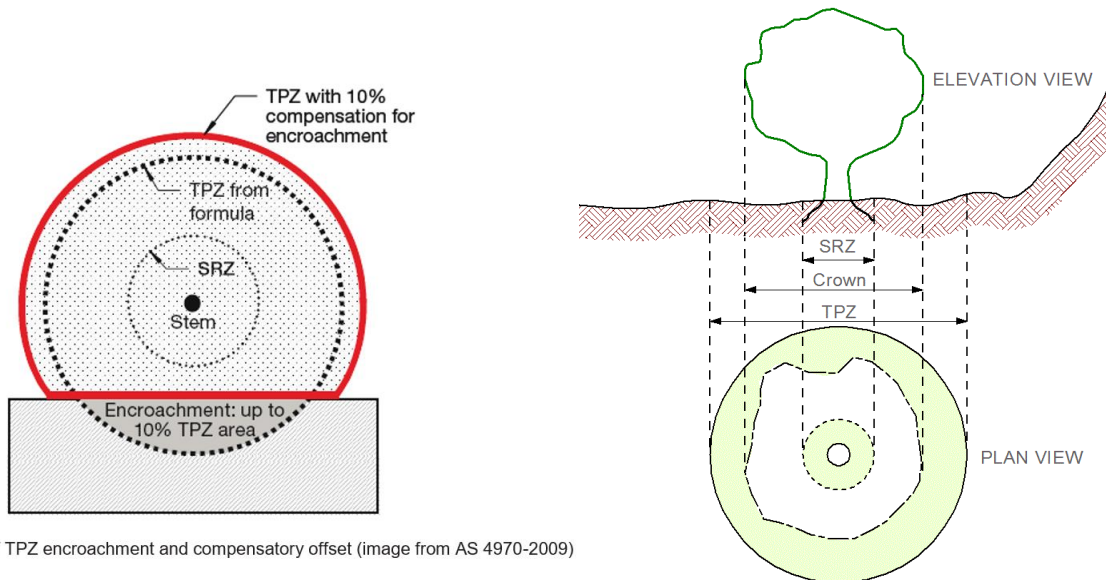 TPZ with 10%
compensation for
encroachment
TPZ from
formula
SRZ
Stem
Encroachment: up to
10% TPZ area
TPZ encroachment and compensatory offset (image from AS 4970-2009)
ELEVATION VIEW
SRZ
Crown
TPZ
PLAN VIEW